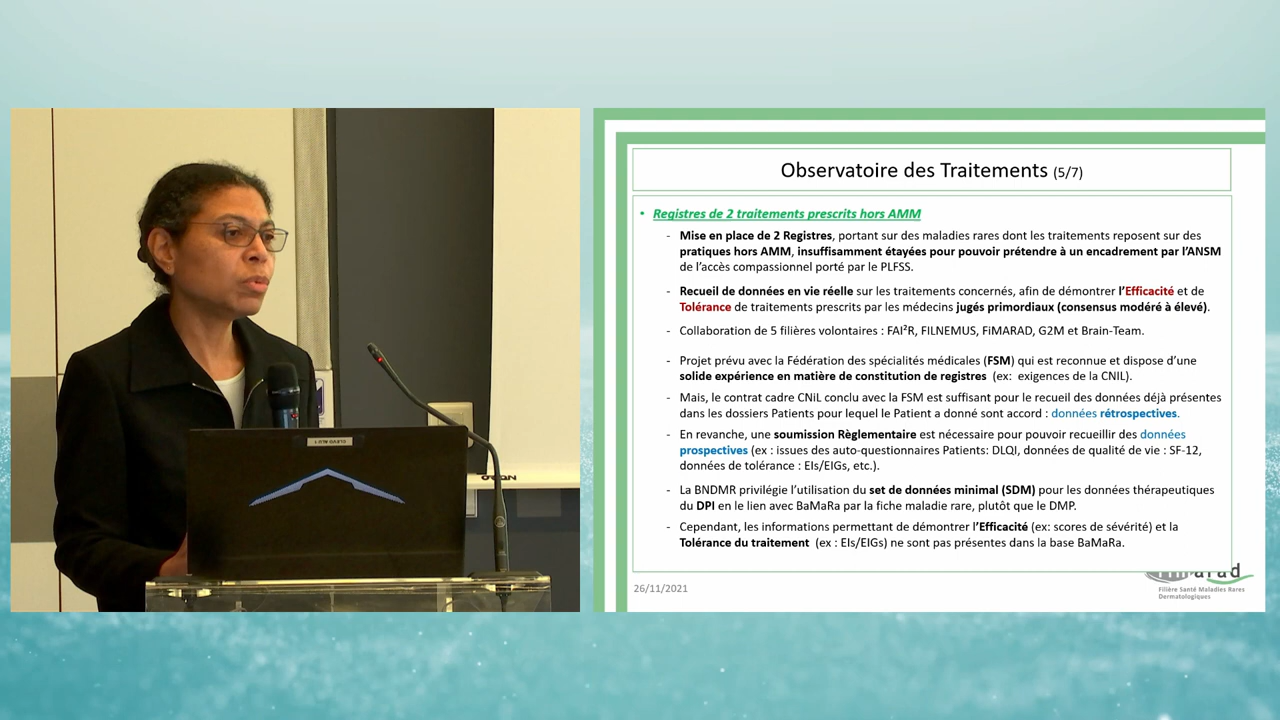 Observatoire des Traitements (5/7)
• Registres de 2 traitements prescrits hors AMM
- Mise en place de 2 Registres, portant sur des maladies rares dont les traitements reposent sur des
pratiques hors AMM, insuffisamment étayées pour pouvoir prétendre à un encadrement par l’ANSM
de l’accès compassionnel porté par le PLFSS.
- Recueil de données en vie réelle sur les traitements concernés, afin de démontrer l’Efficacité et de
Tolérance de traitements prescrits par les médecins jugés primordiaux (consensus modéré à élevé).
- Collaboration de 5 filières volontaires : FAI²R, FILNEMUS, FiMARAD, G2M et Brain-Team.
- Projet prévu avec la Fédération des spécialités médicales (FSM) qui est reconnue et dispose d’une
solide expérience en matière de constitution de registres (ex: exigences de la CNIL).
- Mais, le contrat cadre CNiL conclu avec la FSM est suffisant pour le recueil des données déjà présentes
dans les dossiers Patients pour lequel le Patient a donné sont accord : données rétrospectives.
- En revanche, une soumission Règlementaire est nécessaire pour pouvoir recueillir des données
prospectives (ex : issues des auto-questionnaires Patients: DLQI, données de qualité de vie : SF-12,
données de tolérance : EIs/EIGs, etc.).
- La BNDMR privilégie l’utilisation du set de données minimal (SDM) pour les données thérapeutiques
du DPI en le lien avec BaMaRa par la fiche maladie rare, plutôt que le DMP.
- Cependant, les informations permettant de démontrer l’Efficacité (ex: scores de sévérité) et la
Tolérance du traitement (ex : EIs/EIGs) ne sont pas présentes dans la base BaMaRa.
26/11/2021
Filière Santé Maladies Rares
Dermatologiques